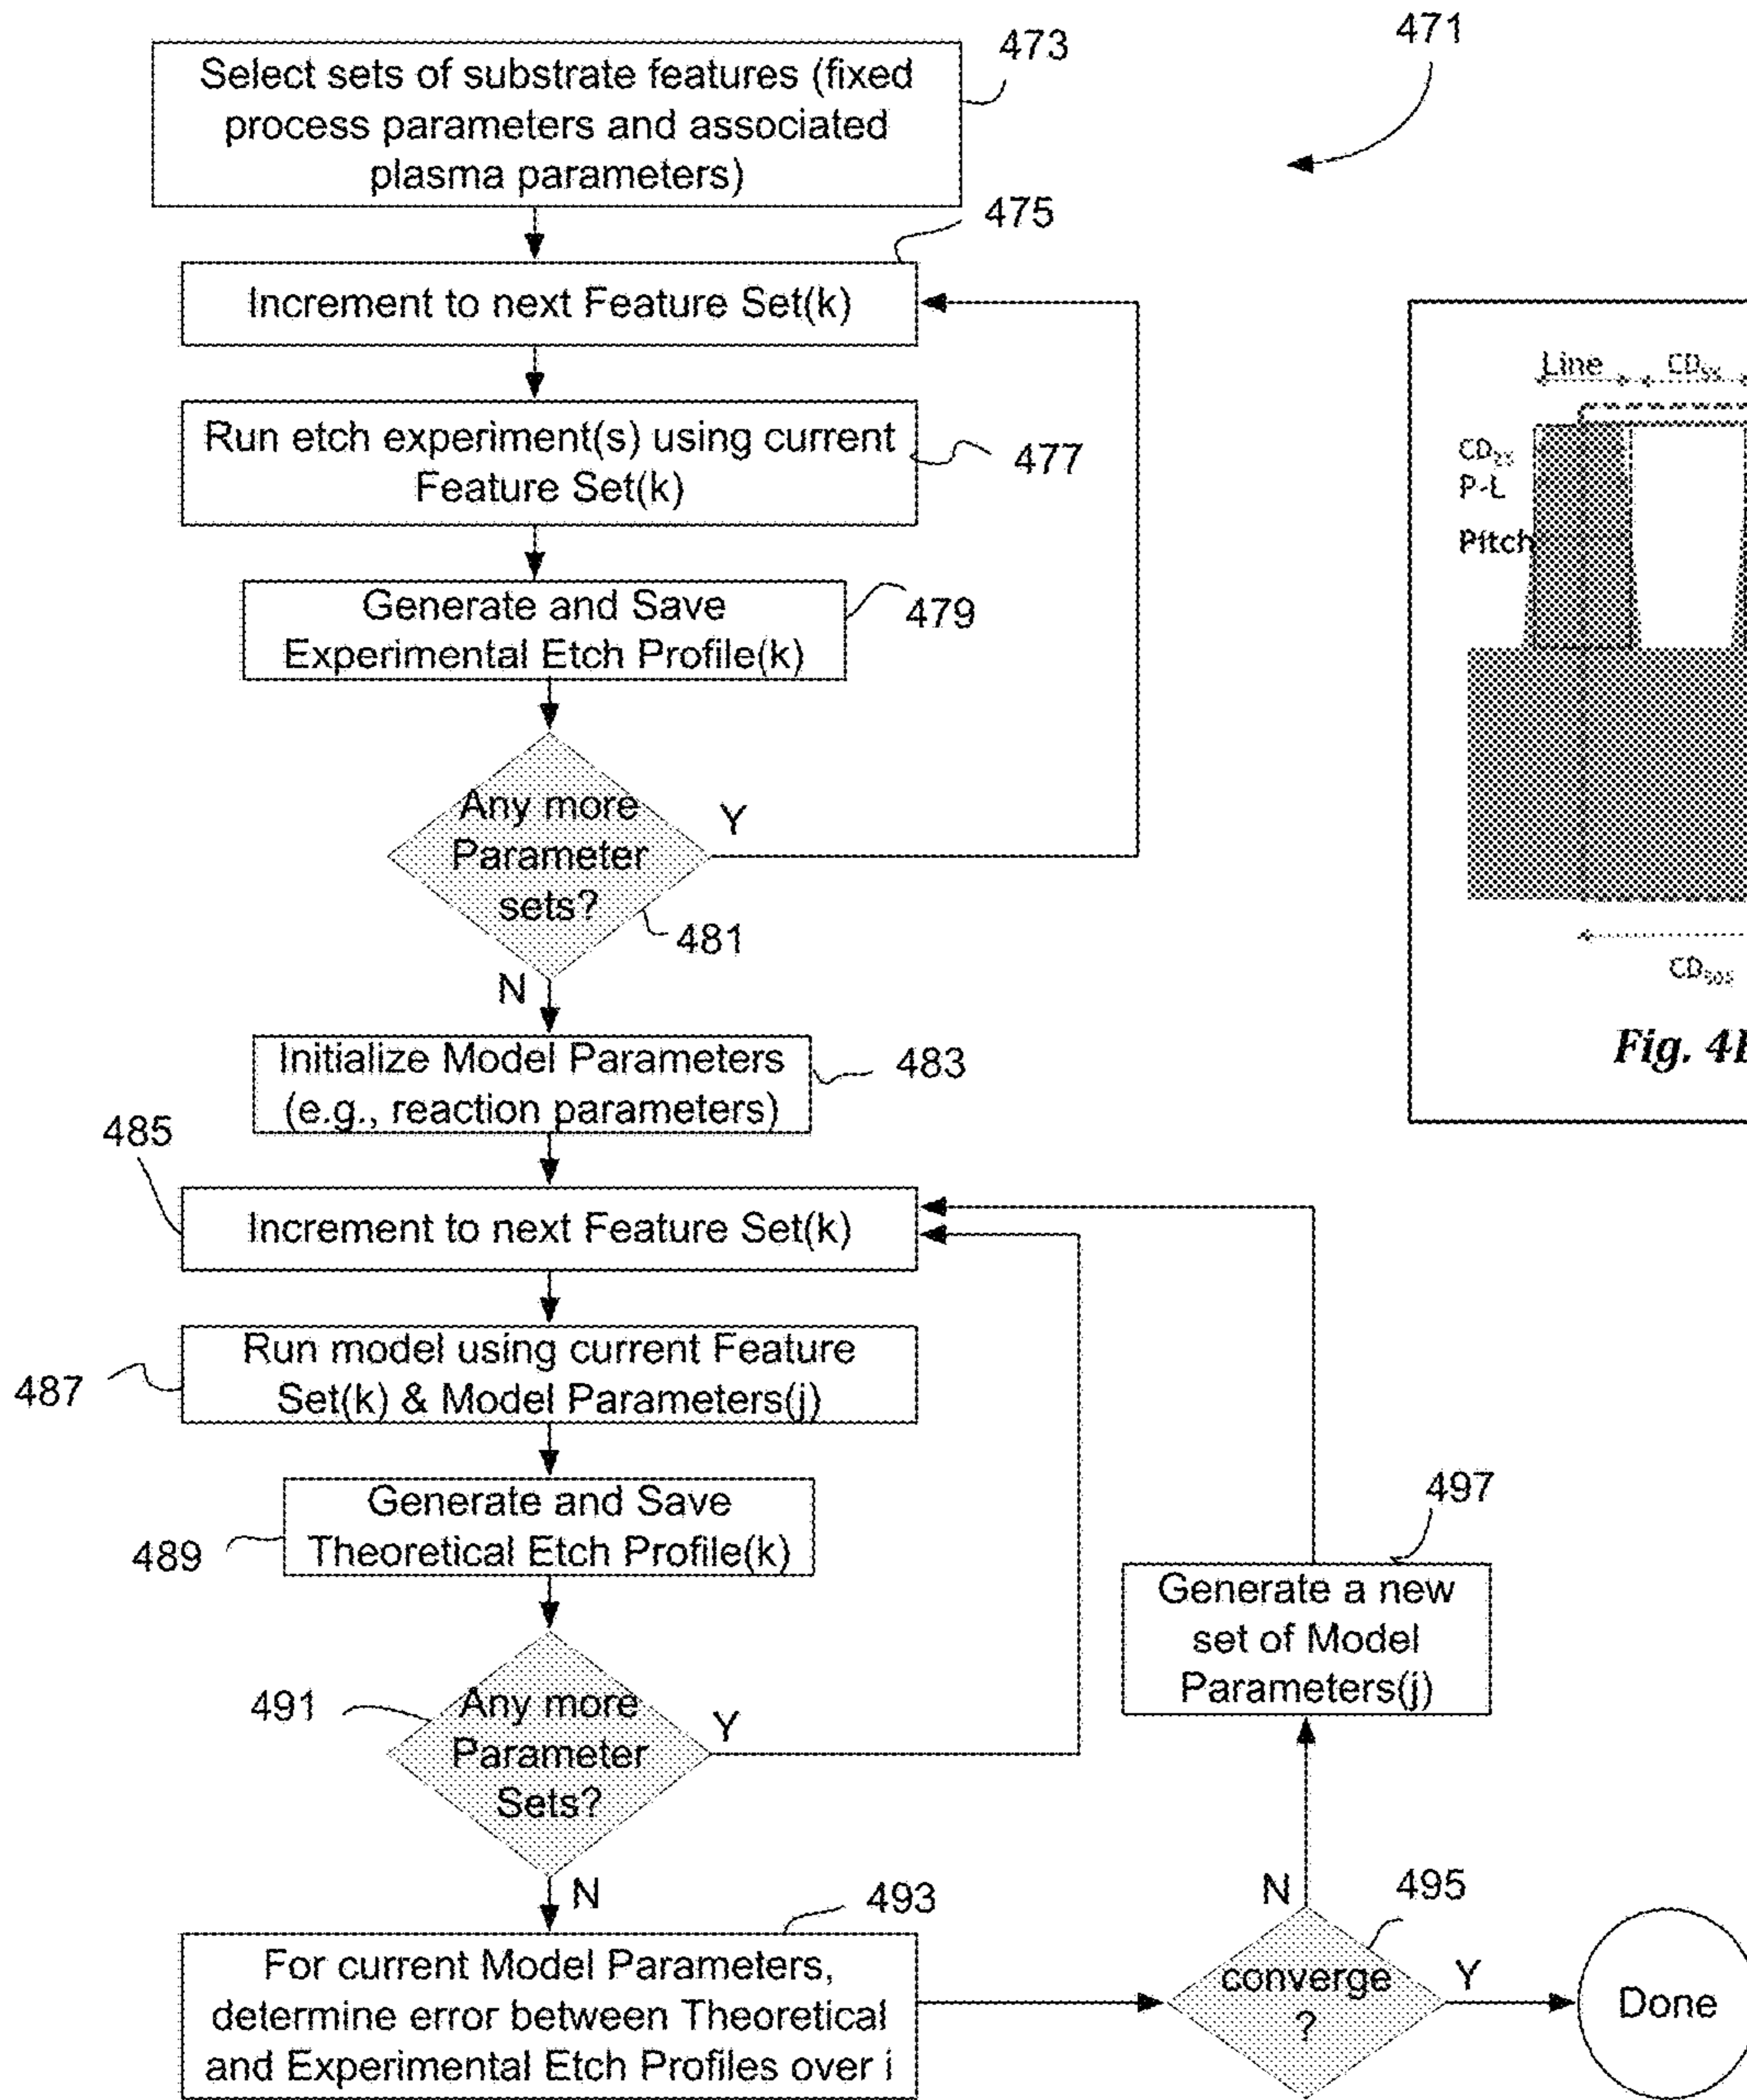 471
473
Select sets of substrate features (fixed
process parameters and associated
plasma parameters)
475
Increment to next Feature Set(k)
Run etch experiment(s) using current
Feature Set(k)
477
Generate and Save
Experimental Etch Profile(k)
479
Any more
Parameter
sets?
Y
481
N
Initialize Model Parameters
(e.g., reaction parameters)
483
485
Increment to next Feature Set(k)
Run model using current Feature
Set(k) & Model Parameters(j)
487
Generate and Save
Theoretical Etch Profile(k)
489
491
Any more
Parameter
Sets?
Y
N
493
For current Model Parameters,
determine error between Theoretical
and Experimental Etch Profiles over i
497
Generate a new
set of Model
Parameters(j)
N
495
converge
?
Y
Done
Line
P-L
Pitch
Fig.